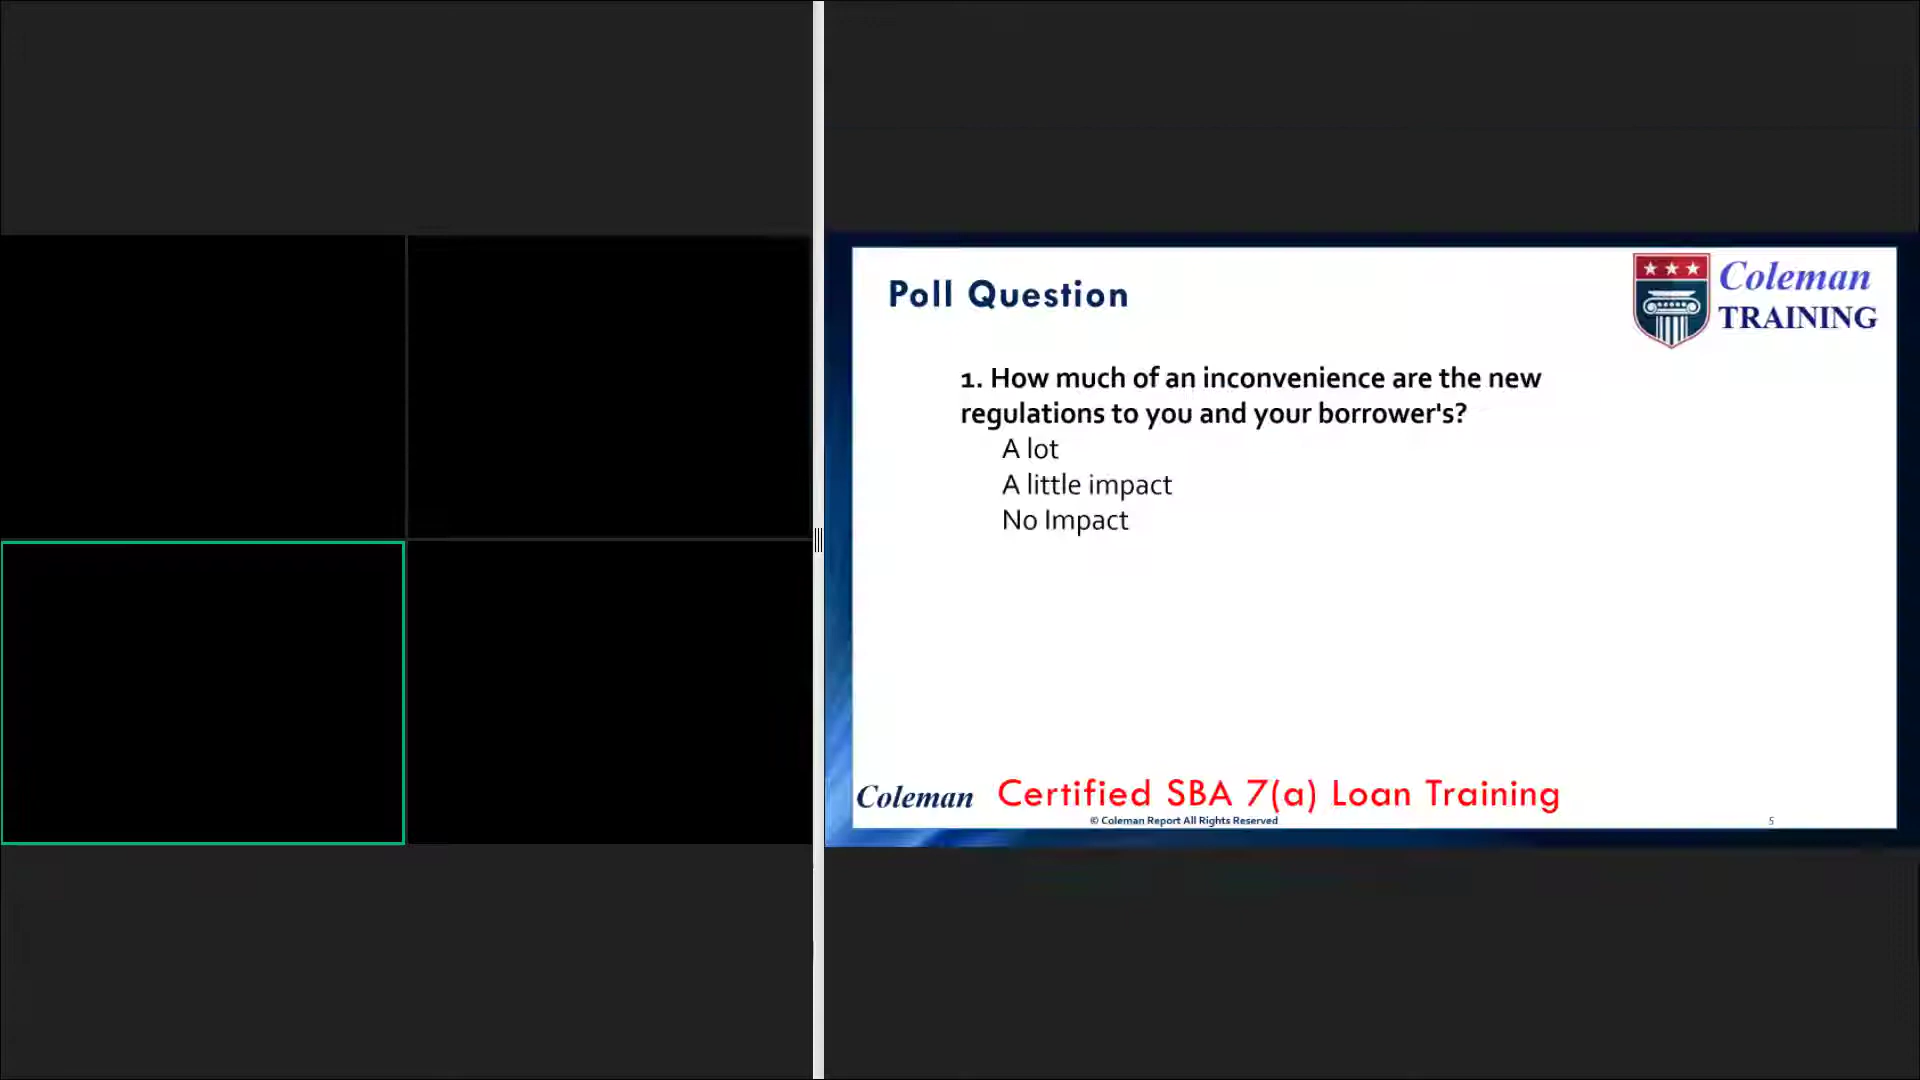 Poll Question
Coleman
TRAINING
1. How much of an inconvenience are the new
regulations to you and your borrower's?
A lot
A little impact
No Impact
Coleman Certified SBA 7(a) Loan Training
© Coleman Report All Rights Reserved
5